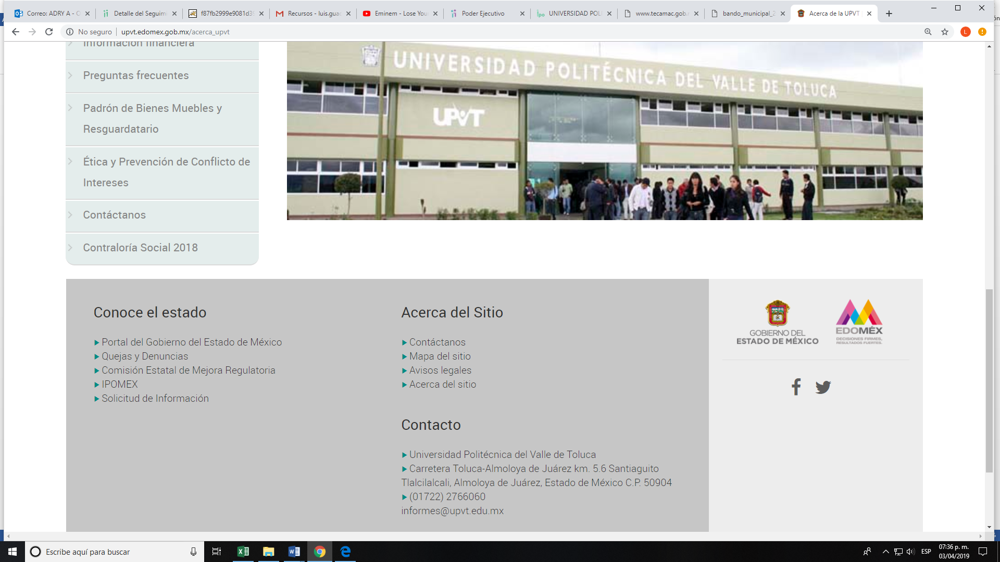 Correo: ADRY A - O
Detalle del Seguim
f87fb2999e9081d39
Recursos - luis.guac
Eminem - Lose You
Poder Ejecutivo
UNIVERSIDAD POLI
www.tecamac.gob.m
bando_municipal_2
Acerca de la UPVT
No seguro
upvt.edomex.gob.mx/acerca_upvt
L
Información financiera
Preguntas frecuentes
Padrón de Bienes Muebles y
Resguardatario
Ética y Prevención de Conflicto de
Intereses
Contáctanos
Contraloría Social 2018
UNIVERSIDAD POLITÉCNICA DEL VALLE DE TOLUCA
UPVT
Conoce el estado
Portal del Gobierno del Estado de México
Quejas y Denuncias
Comisión Estatal de Mejora Regulatoria
IPOMEX
Solicitud de Información
Acerca del Sitio
Contáctanos
Mapa del sitio
Avisos legales
Acerca del sitio
Contacto
Universidad Politécnica del Valle de Toluca
Carretera Toluca-Almoloya de Juárez km. 5.6 Santiaguito
Tlalcilalcali, Almoloya de Juárez, Estado de México C.P. 50904
(01722) 2766060
informes@upvt.edu.mx
GOBIERNO DEL
ESTADO DE MÉXICO
EDOMÉX
DECISIONES FIRMES,
RESULTADOS FUERTES.
Escribe aquí para buscar
ESP
07:36 p. m.
03/04/2019